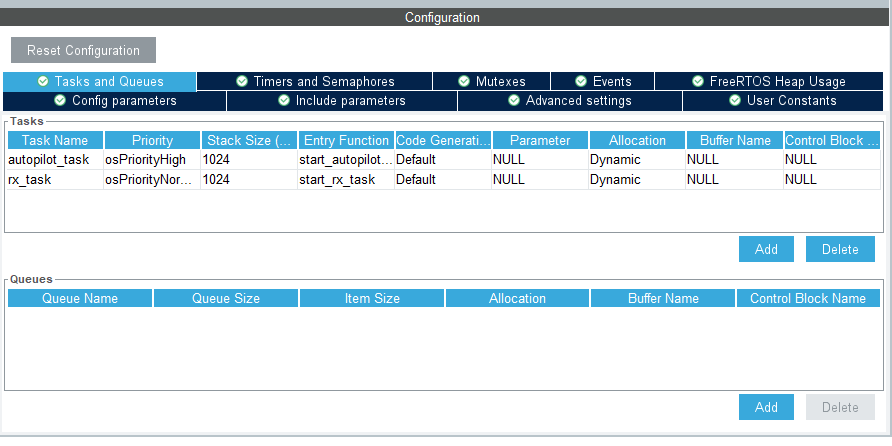 Configuration
Reset Configuration
Tasks and Queues Timers and Semaphores Mutexes Events FreeRTOS Heap Usage
Config parameters Include parameters Advanced settings User Constants
Tasks
Task Name Priority Stack Size (... Entry Function Code Generati... Parameter Allocation Buffer Name Control Block ...
autopilot_task osPriorityHigh 1024 start_autopilot... Default NULL Dynamic NULL NULL
rx_task osPriorityNor... 1024 start_rx_task Default NULL Dynamic NULL NULL
Add Delete
Queues
Queue Name Queue Size Item Size Allocation Buffer Name Control Block Name
Add Delete